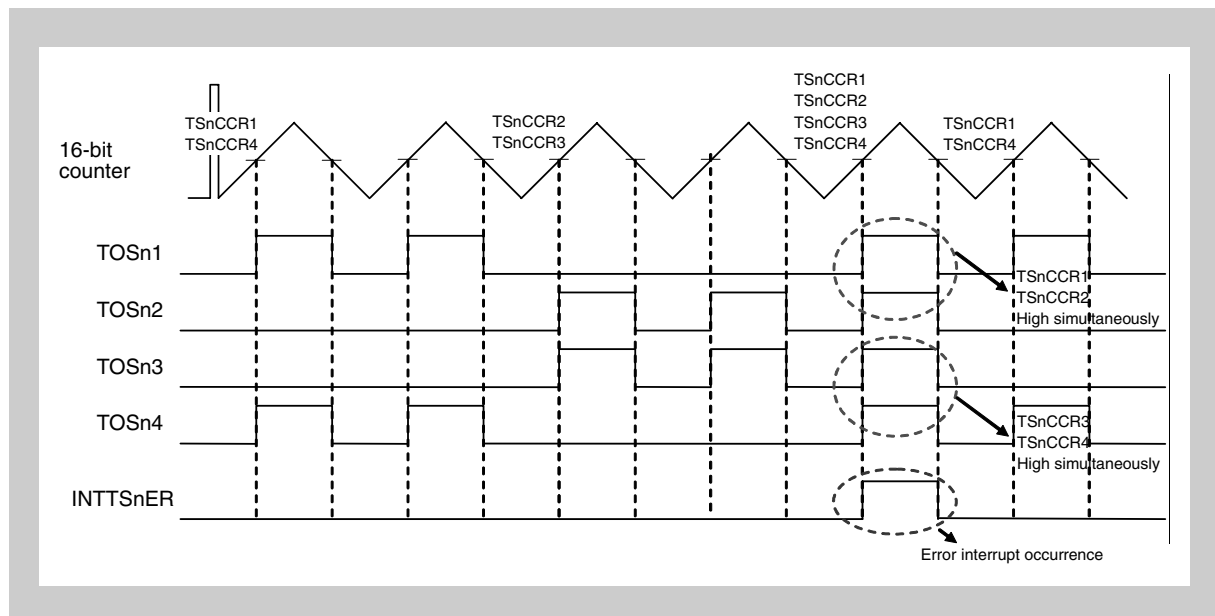 TSnCCR1
TSnCCR4
TSnCCR2
TSnCCR3
TSnCCR1
TSnCCR2
TSnCCR3
TSnCCR4
TSnCCR1
TSnCCR4
16-bit
counter
TOSn1
TSnCCR1
TSnCCR2
High simultaneously
TOSn2
TOSn3
TOSn4
TSnCCR3
TSnCCR4
High simultaneously
INTTSnER
Error interrupt occurrence